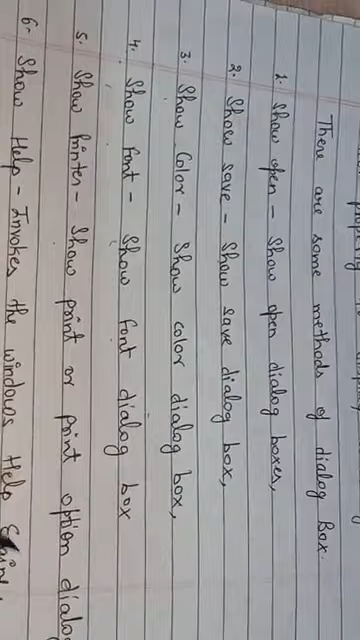 There are some methods of dialog Box.
1. Show open - Show open dialog boxes,
2. Show save - Show save dialog box,
3. Show Color - Show color dialog box,
4. Show Font - Show font dialog box
5. Show Printer - Show print or print option dialog
6. Show Help - Invokes the windows Help